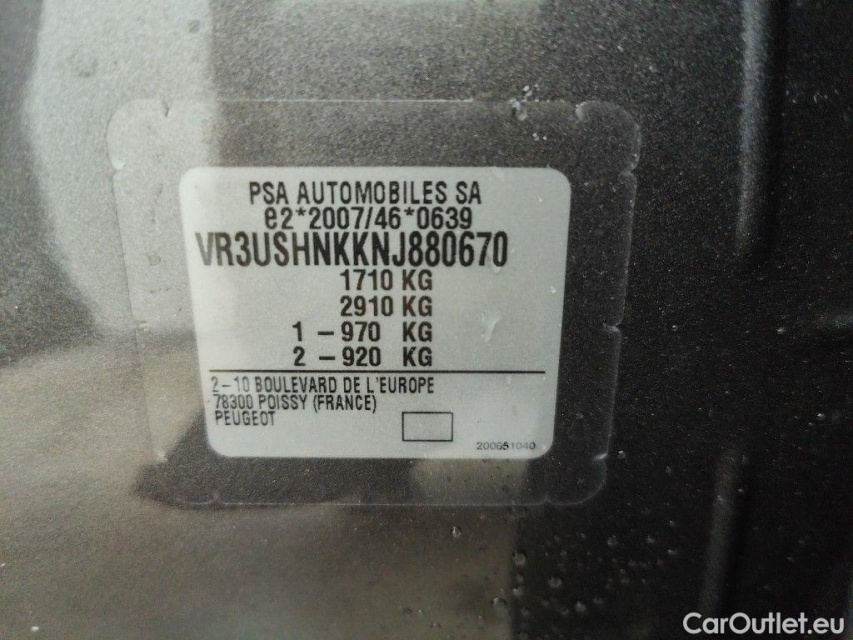 PSA AUTOMOBILES SA
e2*2007/46*0639
VR3USHNKKNJ880670
1710 KG
2910 KG
1 – 970 KG
2 – 920 KG
2 – 10 BOULEVARD DE L'EUROPE
78300 POISSY (FRANCE)
PEUGEOT
200651040
CarOutlet.eu